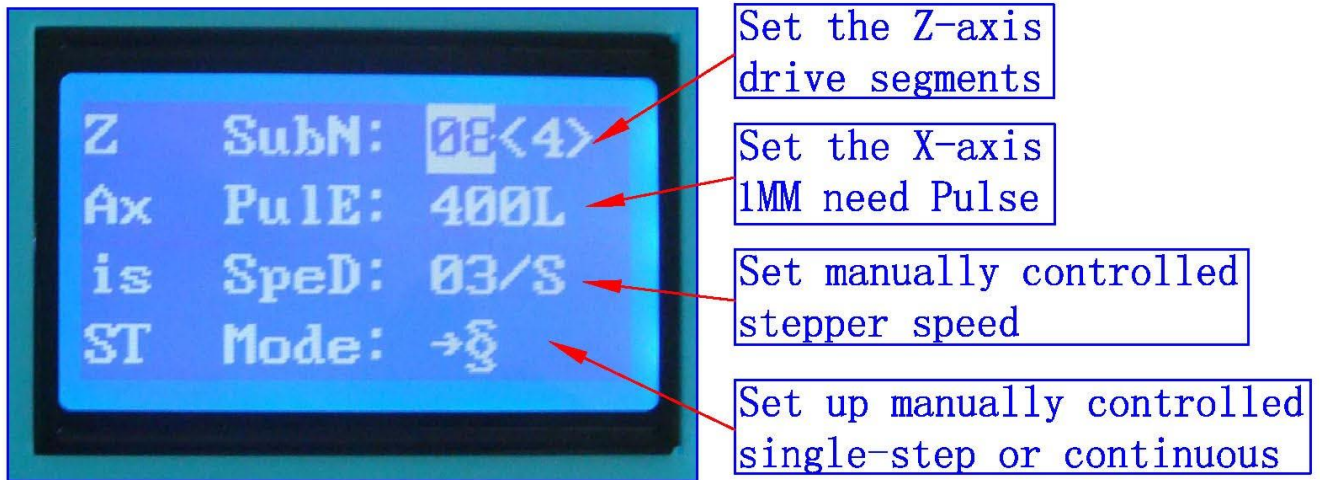 Z SubN: 08<4>
Ax PulE: 400L
is SpeD: 03/S
ST Mode: →§
Set the Z-axis
drive segments
Set the X-axis
1MM need Pulse
Set manually controlled
stepper speed
Set up manually controlled
single-step or continuous